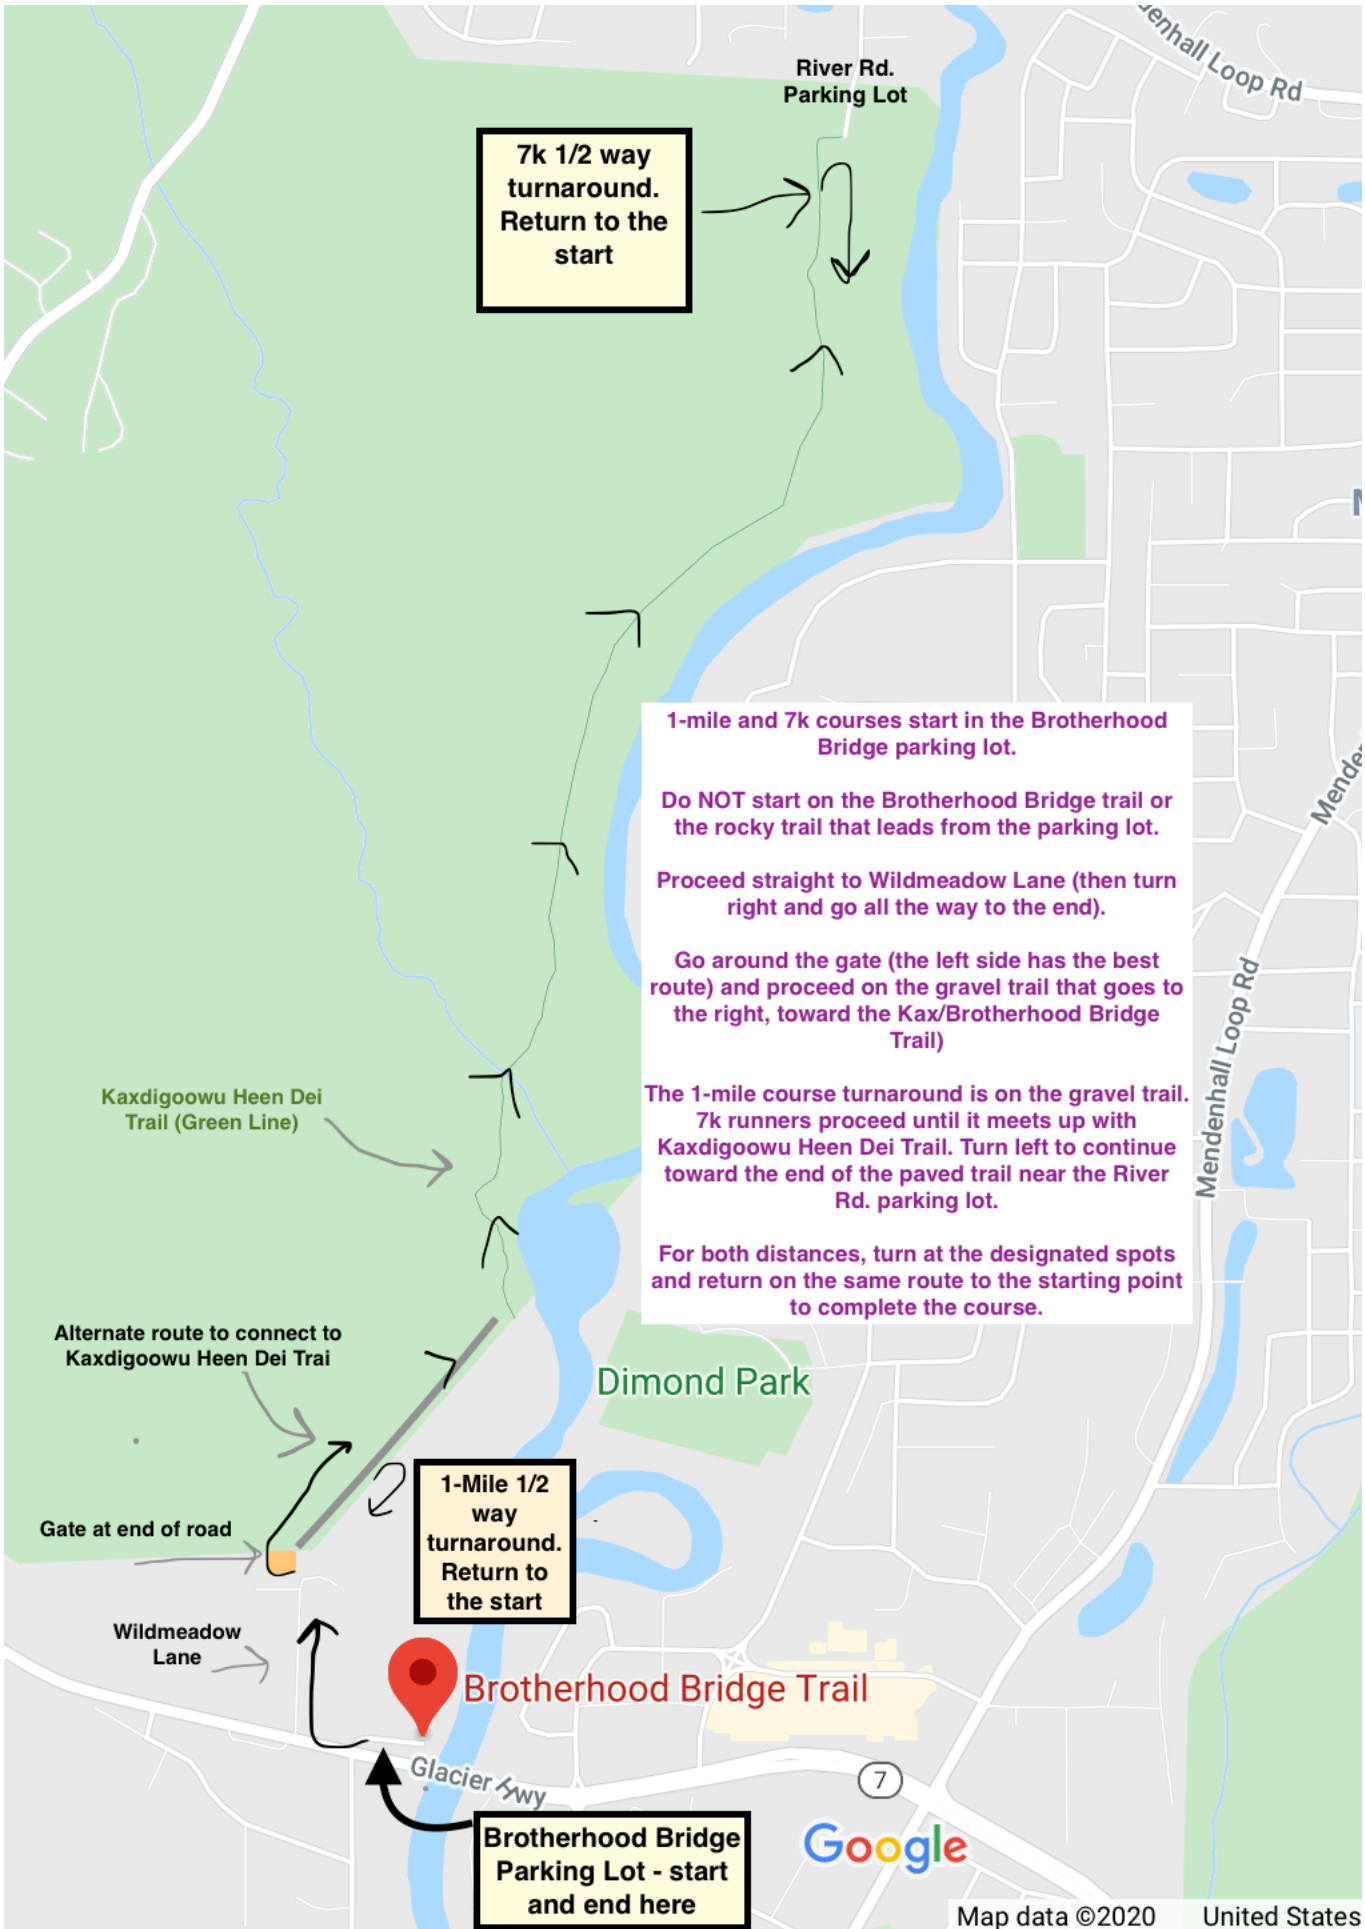 Mendenhall Loop Rd
River Rd.
Parking Lot
7k 1/2 way
turnaround.
Return to the
start
1-mile and 7k courses start in the Brotherhood
Bridge parking lot.
Do NOT start on the Brotherhood Bridge trail or
the rocky trail that leads from the parking lot.
Proceed straight to Wildmeadow Lane (then turn
right and go all the way to the end).
Go around the gate (the left side has the best
route) and proceed on the gravel trail that goes to
the right, toward the Kax/Brotherhood Bridge
Trail)
The 1-mile course turnaround is on the gravel trail.
7k runners proceed until it meets up with
Kaxdigoowu Heen Dei Trail. Turn left to continue
toward the end of the paved trail near the River
Rd. parking lot.
For both distances, turn at the designated spots
and return on the same route to the starting point
to complete the course.
Mendenhall Loop Rd
Kaxdigoowu Heen Dei
Trail (Green Line)
Alternate route to connect to
Kaxdigoowu Heen Dei Trai
Dimond Park
1-Mile 1/2
way
turnaround.
Return to
the start
Gate at end of road
Wildmeadow
Lane
Brotherhood Bridge Trail
Glacier Hwy
7
Brotherhood Bridge
Parking Lot - start
and end here
Google
Map data ©2020 United States